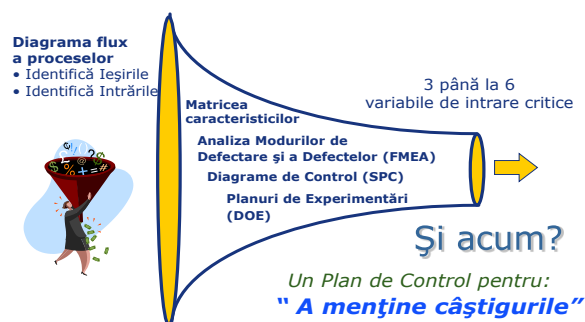 Diagrama flux
a proceselor
• Identifică Ieşirile
• Identifică Intrările
Matricea
caracteristicilor
Analiza Modurilor de
Defectare şi a Defectelor (FMEA)
Diagrame de Control (SPC)
Planuri de Experimentări
(DOE)
3 până la 6
variabile de intrare critice
Şi acum?
Un Plan de Control pentru:
“ A menţine câştigurile”